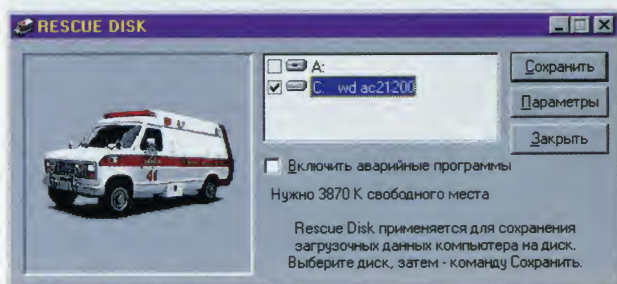 RESCUE DISK
A:
C: wd ac21200
Сохранить
Параметры
Закрыть
Включить аварийные программы
Нужно 3870 K свободного места
Rescue Disk применяется для сохранения
загрузочных данных компьютера на диск.
Выберите диск, затем - команду Сохранить.
41